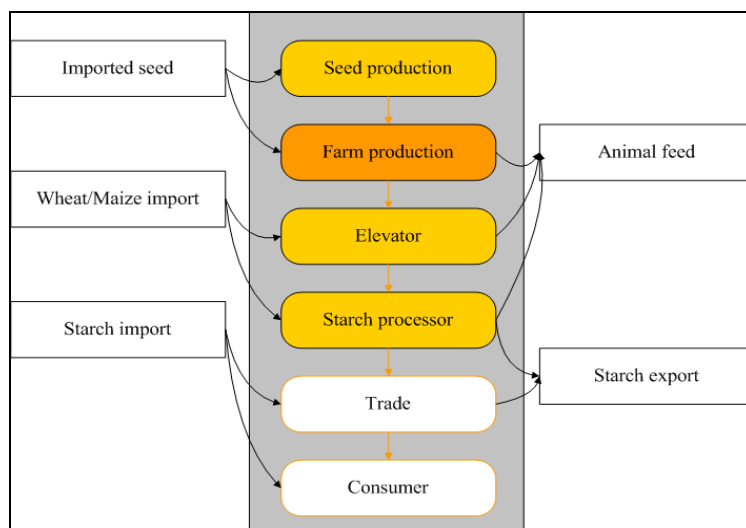 Imported seed
Seed production
Farm production
Animal feed
Wheat/Maize import
Elevator
Starch processor
Starch import
Starch export
Trade
Consumer